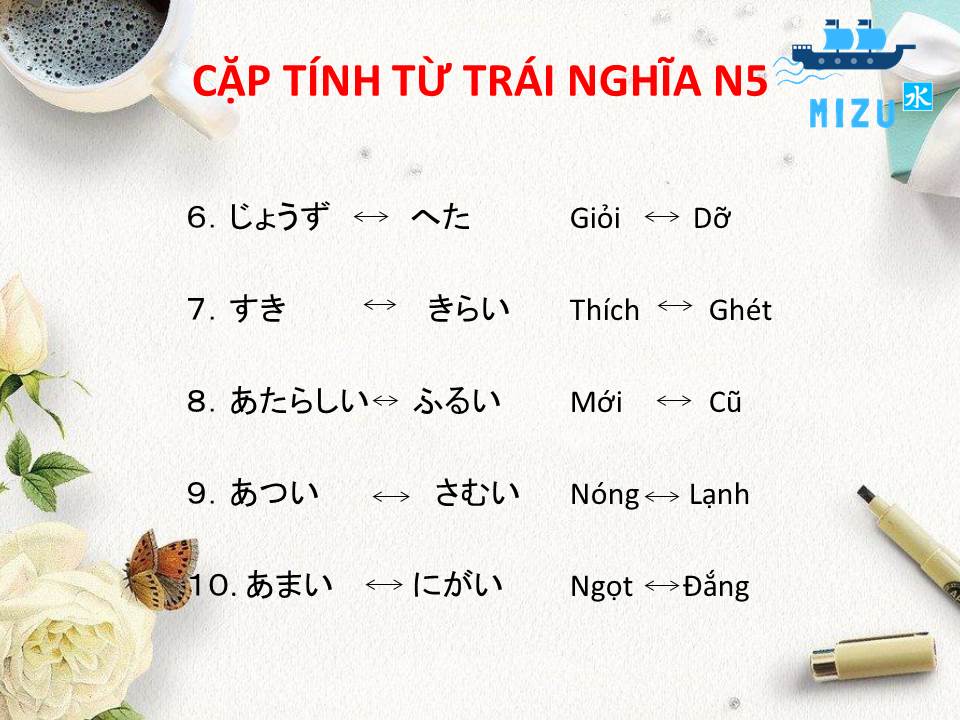 CẶP TÍNH TỪ TRÁI NGHĨA N5
MIZU 水
６. じょうず ↔ へた Giỏi ↔ Dỡ
７. すき ↔ きらい Thích ↔ Ghét
８. あたらしい ↔ ふるい Mới ↔ Cũ
９. あつい ↔ さむい Nóng ↔ Lạnh
１０. あまい ↔ にがい Ngọt ↔ Đắng